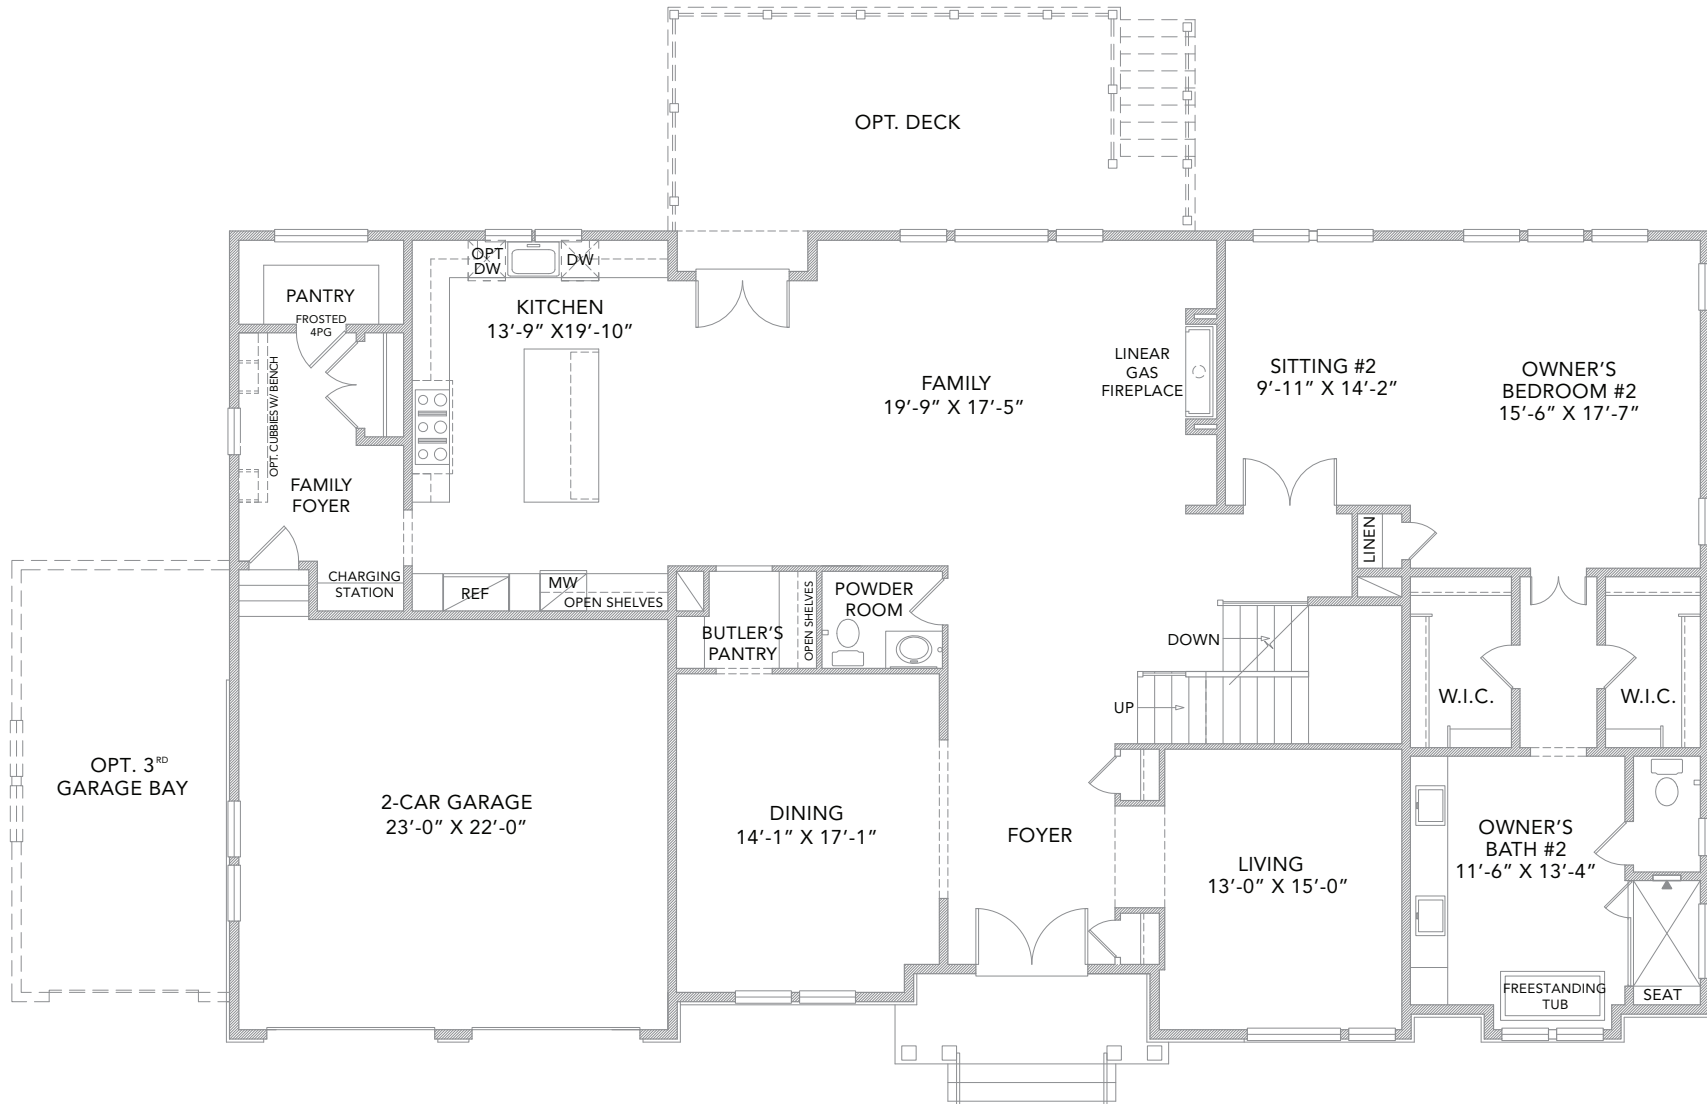 OPT. DECK
OPT
DW
DW
PANTRY
FROSTED
4PG
KITCHEN
13'-9" X19'-10"
OPT. CUBBIES W/ BENCH
FAMILY
19'-9" X 17'-5"
LINEAR
GAS
FIREPLACE
SITTING #2
9'-11" X 14'-2"
OWNER'S
BEDROOM #2
15'-6" X 17'-7"
FAMILY
FOYER
LINEN
CHARGING
STATION
REF
MW
OPEN SHELVES
BUTLER'S
PANTRY
OPEN SHELVES
POWDER
ROOM
DOWN
UP
W.I.C.
W.I.C.
OPT. 3RD
GARAGE BAY
2-CAR GARAGE
23'-0" X 22'-0"
DINING
14'-1" X 17'-1"
FOYER
LIVING
13'-0" X 15'-0"
OWNER'S
BATH #2
11'-6" X 13'-4"
FREESTANDING
TUB
SEAT